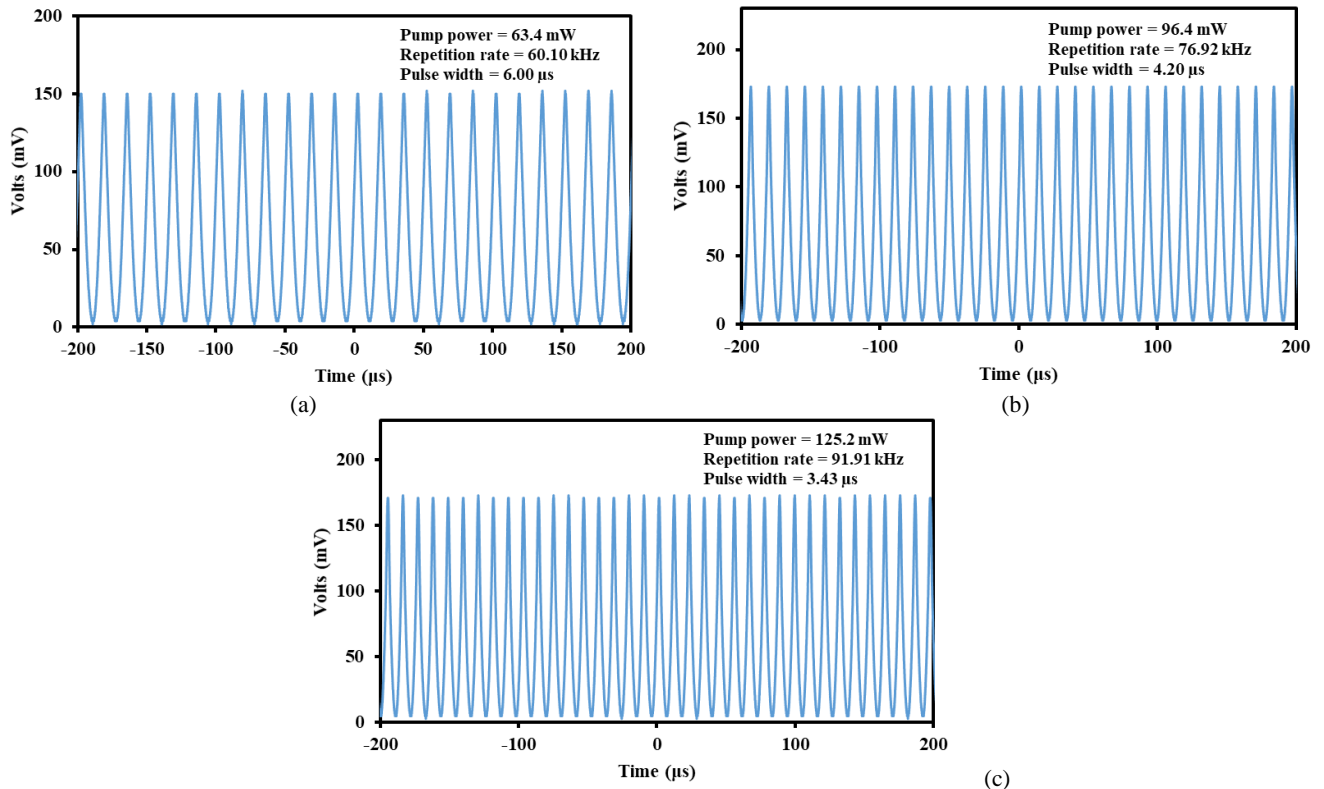 200
150
100
50
0
Volts (mV)
Pump power = 63.4 mW
Repetition rate = 60.10 kHz
Pulse width = 6.00 µs
-200 -150 -100 -50 0 50 100 150 200
Time (µs)
(a)
200
150
100
50
0
Volts (mV)
Pump power = 96.4 mW
Repetition rate = 76.92 kHz
Pulse width = 4.20 µs
-200 -100 0 100 200
Time (µs)
(b)
200
150
100
50
0
Volts (mV)
Pump power = 125.2 mW
Repetition rate = 91.91 kHz
Pulse width = 3.43 µs
-200 -100 0 100 200
Time (µs)
(c)